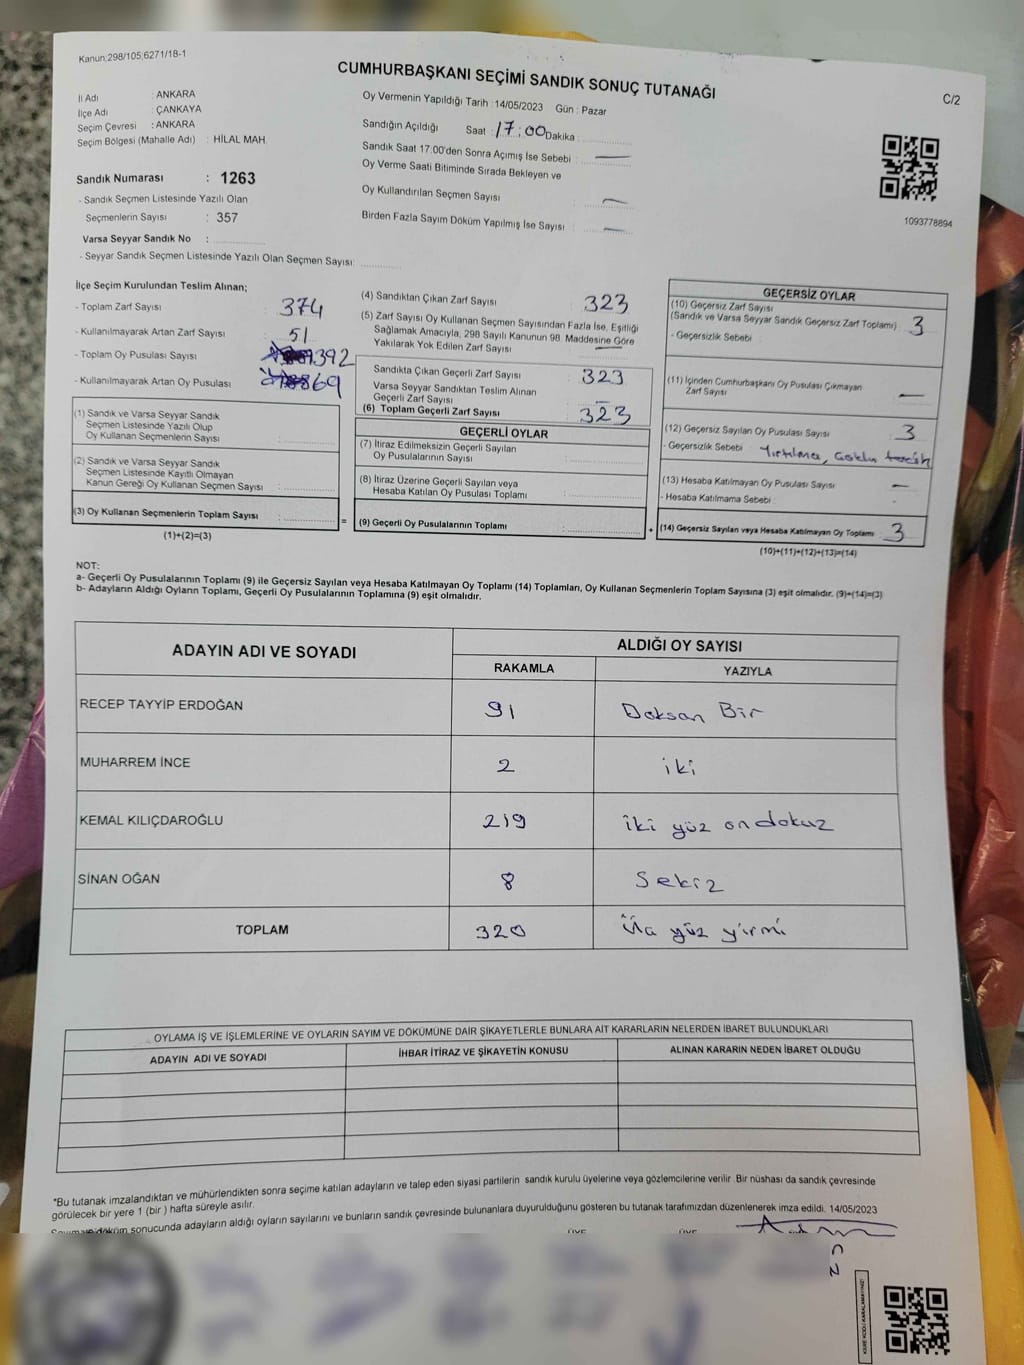 Kanun;298/105;6271/18-1
CUMHURBAŞKANI SEÇİMİ SANDIK SONUÇ TUTANAĞI
C/2
İl Adı : ANKARA
İlçe Adı : ÇANKAYA
Seçim Çevresi : ANKARA
Seçim Bölgesi (Mahalle Adı) : HİLAL MAH.
Sandık Numarası : 1263
- Sandık Seçmen Listesinde Yazılı Olan
Seçmenlerin Sayısı : 357
Varsa Seyyar Sandık No :
- Seyyar Sandık Seçmen Listesinde Yazılı Olan Seçmen Sayısı:
Oy Vermenin Yapıldığı Tarih : 14/05/2023 Gün : Pazar
Sandığın Açıldığı Saat : 17:00 Dakika :
Sandık Saat 17:00'den Sonra Açımış İse Sebebi : —
Oy Verme Saati Bitiminde Sırada Bekleyen ve
Oy Kullandırılan Seçmen Sayısı : —
Birden Fazla Sayım Döküm Yapılmış İse Sayısı : —
1093778894
İlçe Seçim Kurulundan Teslim Alınan;
- Toplam Zarf Sayısı : 374
- Kullanılmayarak Artan Zarf Sayısı : 51
- Toplam Oy Pusulası Sayısı : 392
- Kullanılmayarak Artan Oy Pusulası : 69
(1) Sandık ve Varsa Seyyar Sandık
Seçmen Listesinde Yazılı Olup
Oy Kullanan Seçmenlerin Sayısı :
(2) Sandık ve Varsa Seyyar Sandık
Seçmen Listesinde Kayıtlı Olmayan
Kanun Gereği Oy Kullanan Seçmen Sayısı :
(3) Oy Kullanan Seçmenlerin Toplam Sayısı :
(1)+(2)=(3)
(4) Sandıktan Çıkan Zarf Sayısı : 323
(5) Zarf Sayısı Oy Kullanan Seçmen Sayısından Fazla İse, Eşitliği
Sağlamak Amacıyla, 298 Sayılı Kanunun 98. Maddesine Göre
Yakılarak Yok Edilen Zarf Sayısı : —
Sandıkta Çıkan Geçerli Zarf Sayısı : 323
Varsa Seyyar Sandıktan Teslim Alınan
Geçerli Zarf Sayısı : —
(6) Toplam Geçerli Zarf Sayısı : 323
GEÇERLİ OYLAR
(7) İtiraz Edilmeksizin Geçerli Sayılan
Oy Pusulalarının Sayısı :
(8) İtiraz Üzerine Geçerli Sayılan veya
Hesaba Katılan Oy Pusulası Toplamı :
= (9) Geçerli Oy Pusulalarının Toplamı :
GEÇERSİZ OYLAR
(10) Geçersiz Zarf Sayısı
(Sandık ve Varsa Seyyar Sandık Geçersiz Zarf Toplamı) : 3
- Geçersizlik Sebebi :
(11) İçinden Cumhurbaşkanı Oy Pusulası Çıkmayan
Zarf Sayısı : —
(12) Geçersiz Sayılan Oy Pusulası Sayısı : 3
- Geçersizlik Sebebi : Yırtılma, Çoklu tercih
(13) Hesaba Katılmayan Oy Pusulası Sayısı : —
- Hesaba Katılmama Sebebi :
+ (14) Geçersiz Sayılan veya Hesaba Katılmayan Oy Toplamı : 3
(10)+(11)+(12)+(13)=(14)
NOT:
a- Geçerli Oy Pusulalarının Toplamı (9) ile Geçersiz Sayılan veya Hesaba Katılmayan Oy Toplamı (14) Toplamları, Oy Kullanan Seçmenlerin Toplam Sayısına (3) eşit olmalıdır. (9)+(14)=(3)
b- Adayların Aldığı Oyların Toplamı, Geçerli Oy Pusulalarının Toplamına (9) eşit olmalıdır.
ADAYIN ADI VE SOYADI ALDIĞI OY SAYISI
RAKAMLA YAZIYLA
RECEP TAYYİP ERDOĞAN 91 Doksan Bir
MUHARREM İNCE 2 iki
KEMAL KILIÇDAROĞLU 219 iki yüz ondokuz
SİNAN OĞAN 8 Sekiz
TOPLAM 320 Üç yüz yirmi
OYLAMA İŞ VE İŞLEMLERİNE VE OYLARIN SAYIM VE DÖKÜMÜNE DAİR ŞİKAYETLERLE BUNLARA AİT KARARLARIN NELERDEN İBARET BULUNDUKLARI
ADAYIN ADI VE SOYADI İHBAR İTİRAZ VE ŞİKAYETİN KONUSU ALINAN KARARIN NEDEN İBARET OLDUĞU
*Bu tutanak imzalandıktan ve mühürlendikten sonra seçime katılan adayların ve talep eden siyasi partilerin sandık kurulu üyelerine veya gözlemcilerine verilir .Bir nüshası da sandık çevresinde
görülecek bir yere 1 (bir ) hafta süreyle asılır.
döküm sonucunda adayların aldığı oyların sayılarını ve bunların sandık çevresinde bulunanlara duyurulduğunu gösteren bu tutanak tarafımızdan düzenlenerek imza edildi. 14/05/2023
ÜYE ÜYE